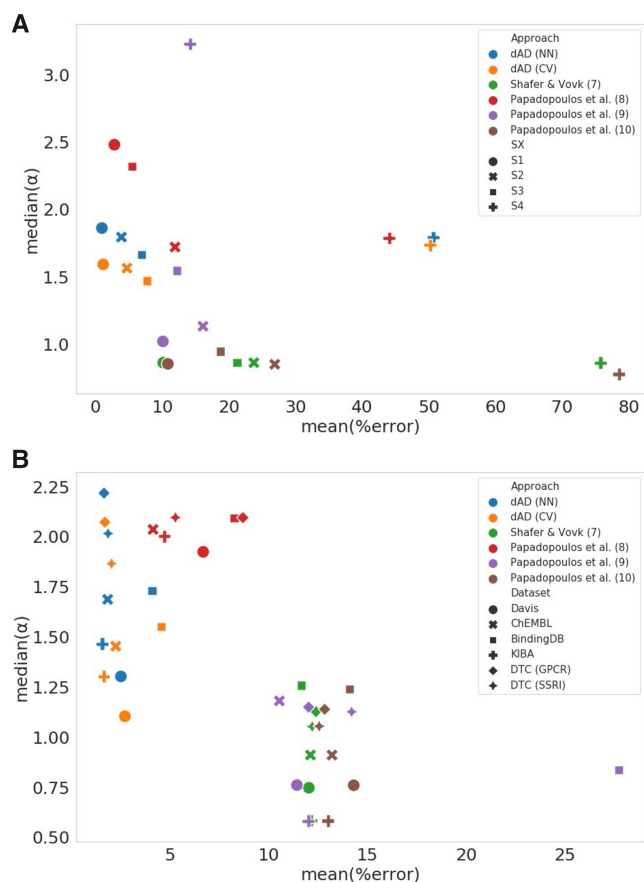 A
median(α)
3.0
2.5
2.0
1.5
1.0
0 10 20 30 40 50 60 70 80
mean(%error)
Approach
dAD (NN)
dAD (CV)
Shafer & Vovk (7)
Papadopoulos et al. (8)
Papadopoulos et al. (9)
Papadopoulos et al. (10)
SX
S1
S2
S3
S4
B
median(α)
2.25
2.00
1.75
1.50
1.25
1.00
0.75
0.50
5 10 15 20 25
mean(%error)
Approach
dAD (NN)
dAD (CV)
Shafer & Vovk (7)
Papadopoulos et al. (8)
Papadopoulos et al. (9)
Papadopoulos et al. (10)
Dataset
Davis
ChEMBL
BindingDB
KIBA
DTC (GPCR)
DTC (SSRI)